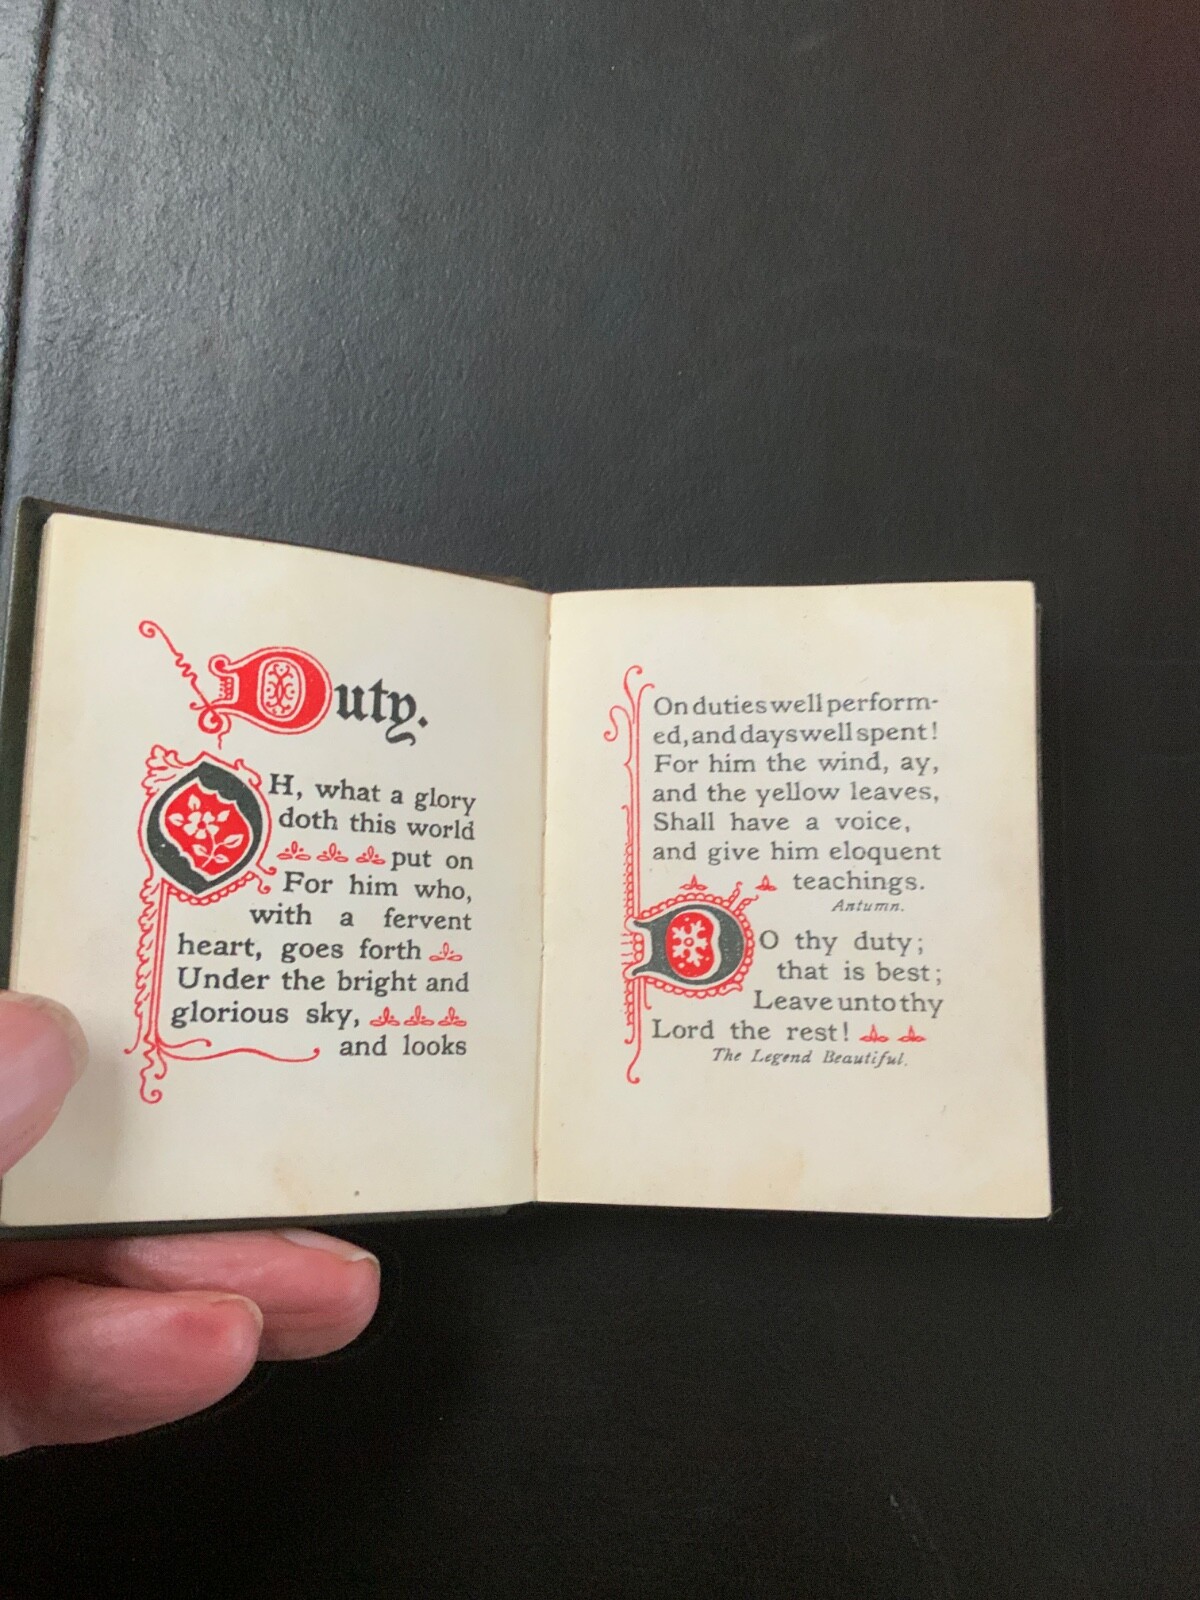 Duty.
OH, what a glory
doth this world
put on
For him who,
with a fervent
heart, goes forth
Under the bright and
glorious sky,
and looks
On duties well perform-
ed, and days well spent!
For him the wind, ay,
and the yellow leaves,
Shall have a voice,
and give him eloquent
teachings.
Autumn.
DO thy duty;
that is best;
Leave unto thy
Lord the rest!
The Legend Beautiful.